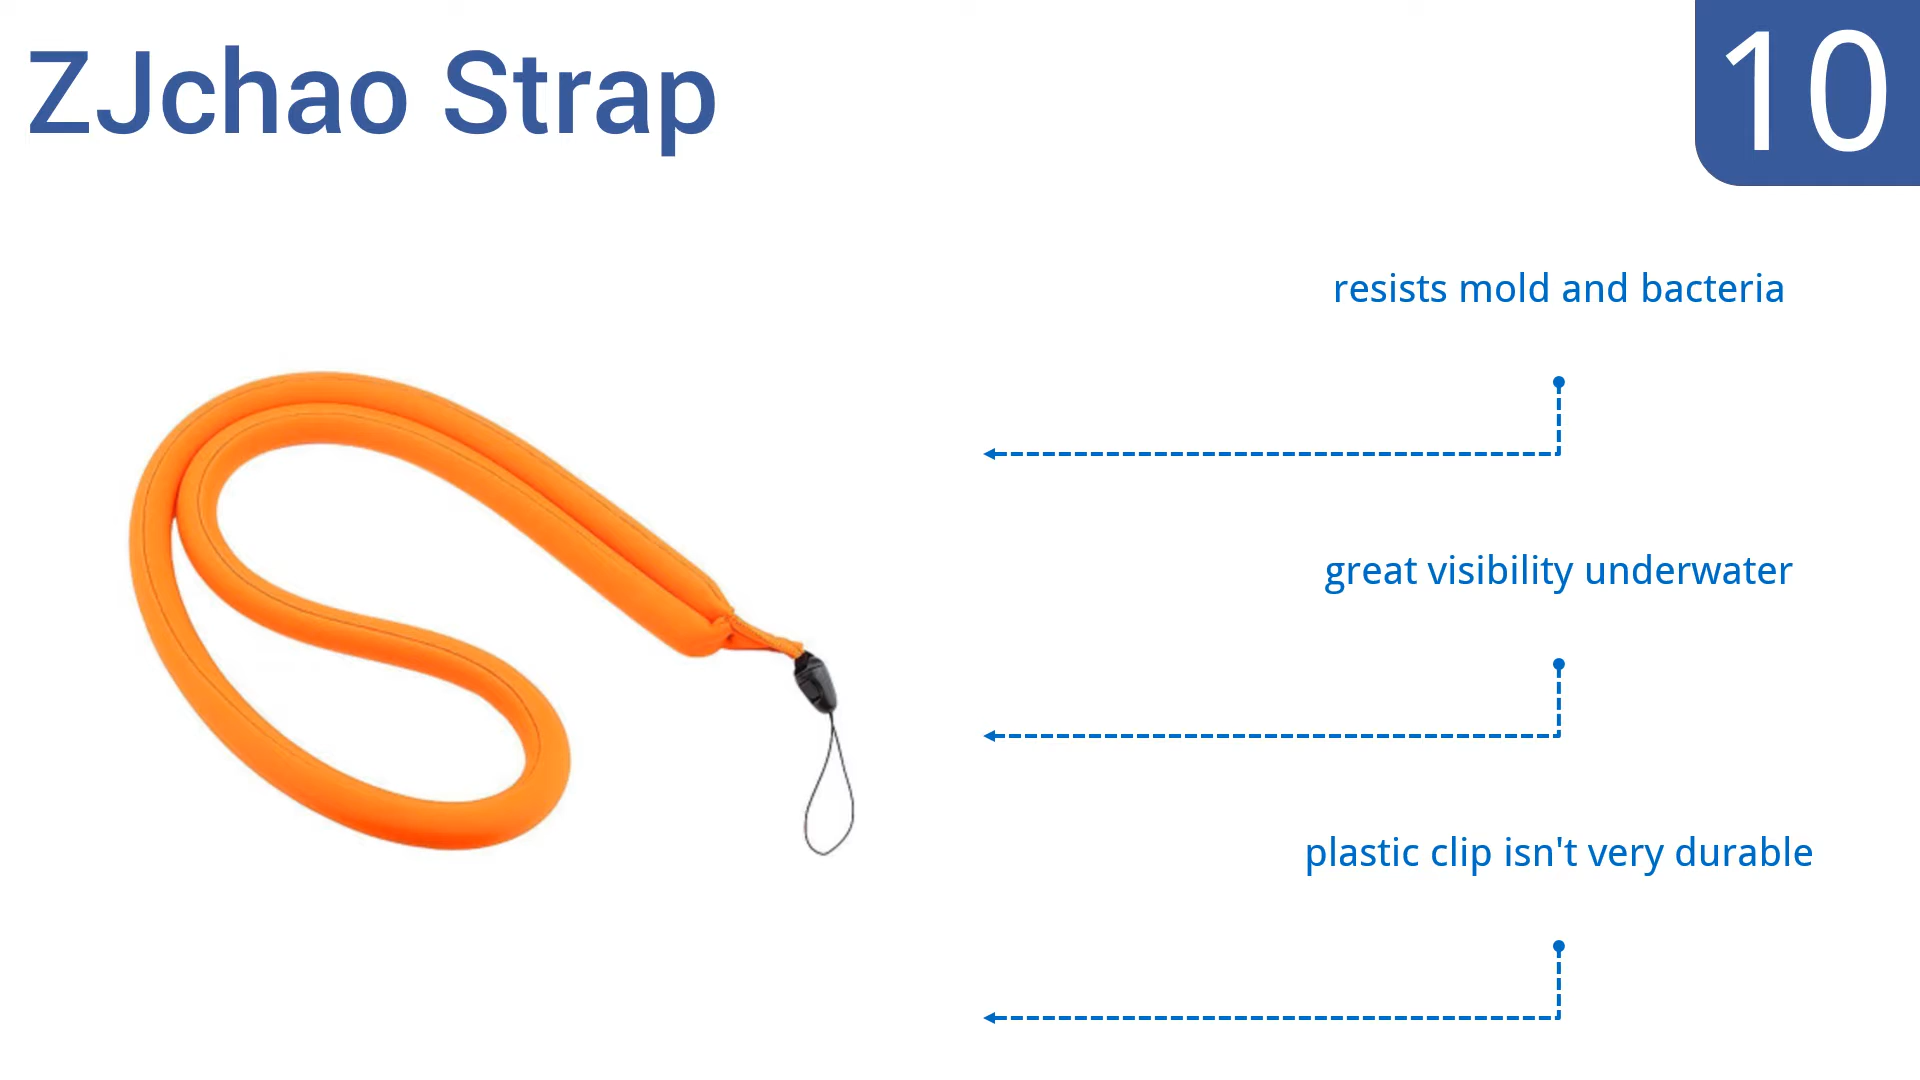 ZJchao Strap
10
resists mold and bacteria
great visibility underwater
plastic clip isn't very durable